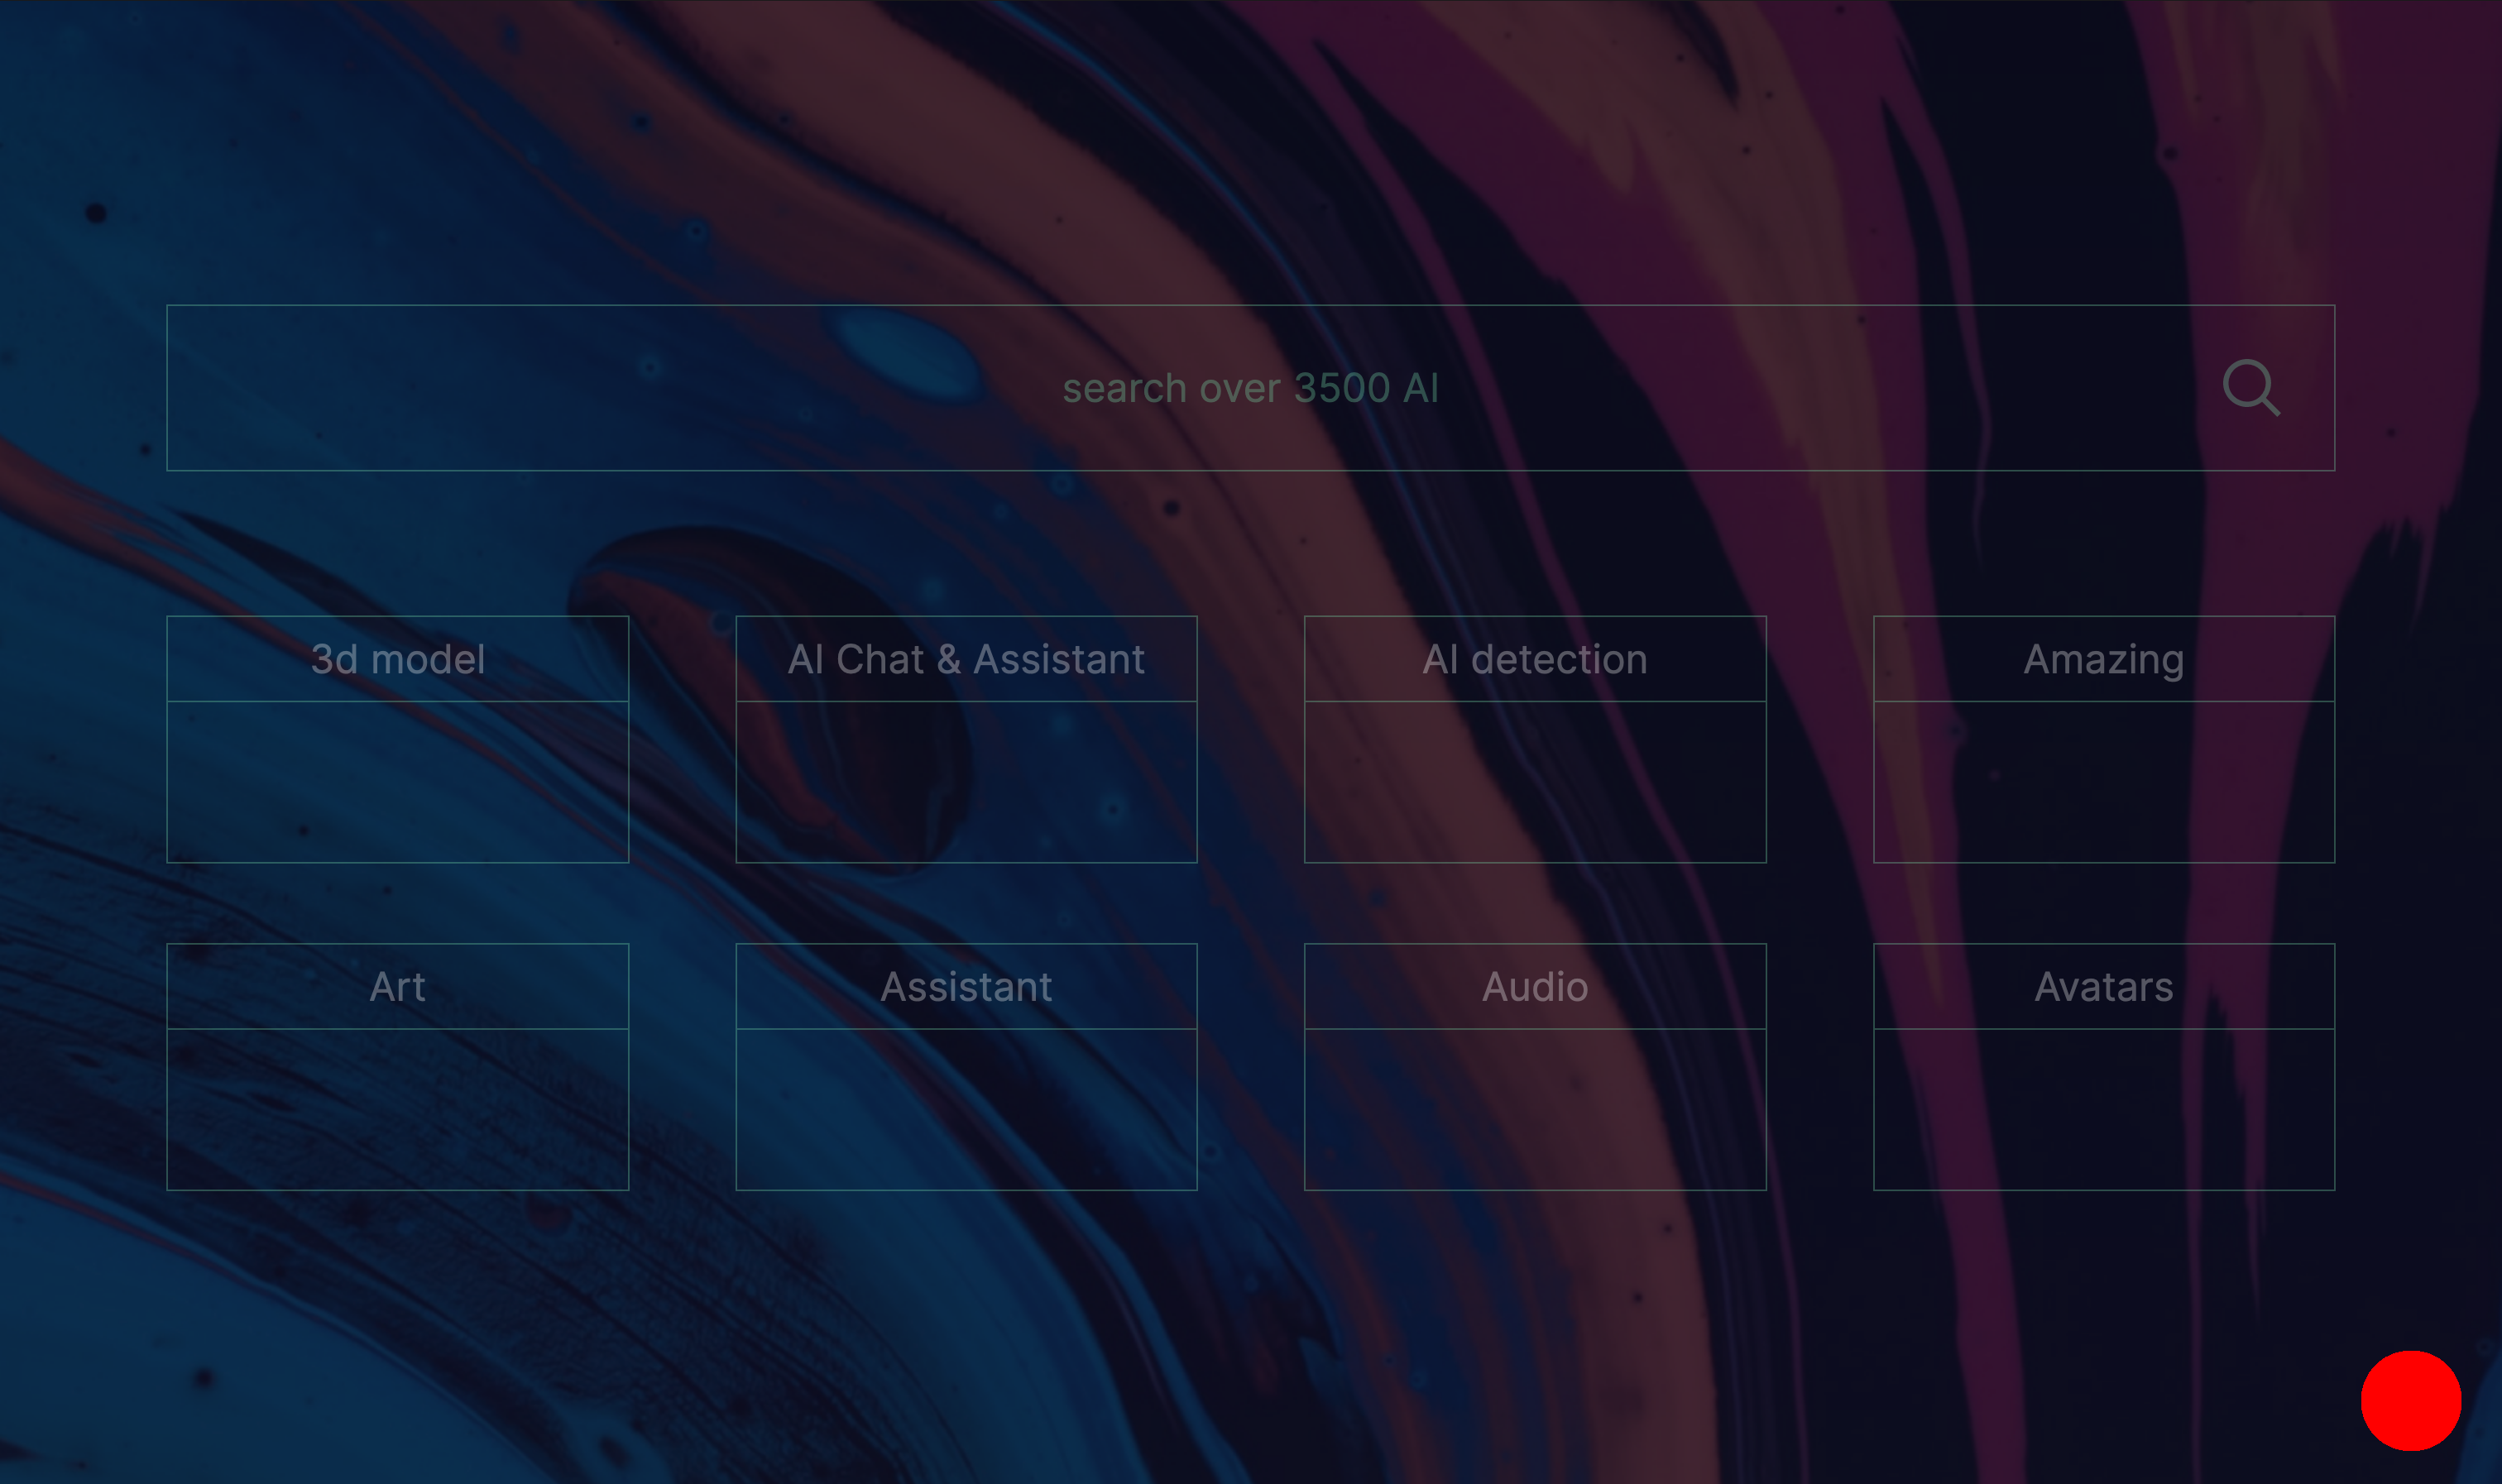 search over 3500 AI
3d model
AI Chat & Assistant
AI detection
Amazing
Art
Assistant
Audio
Avatars